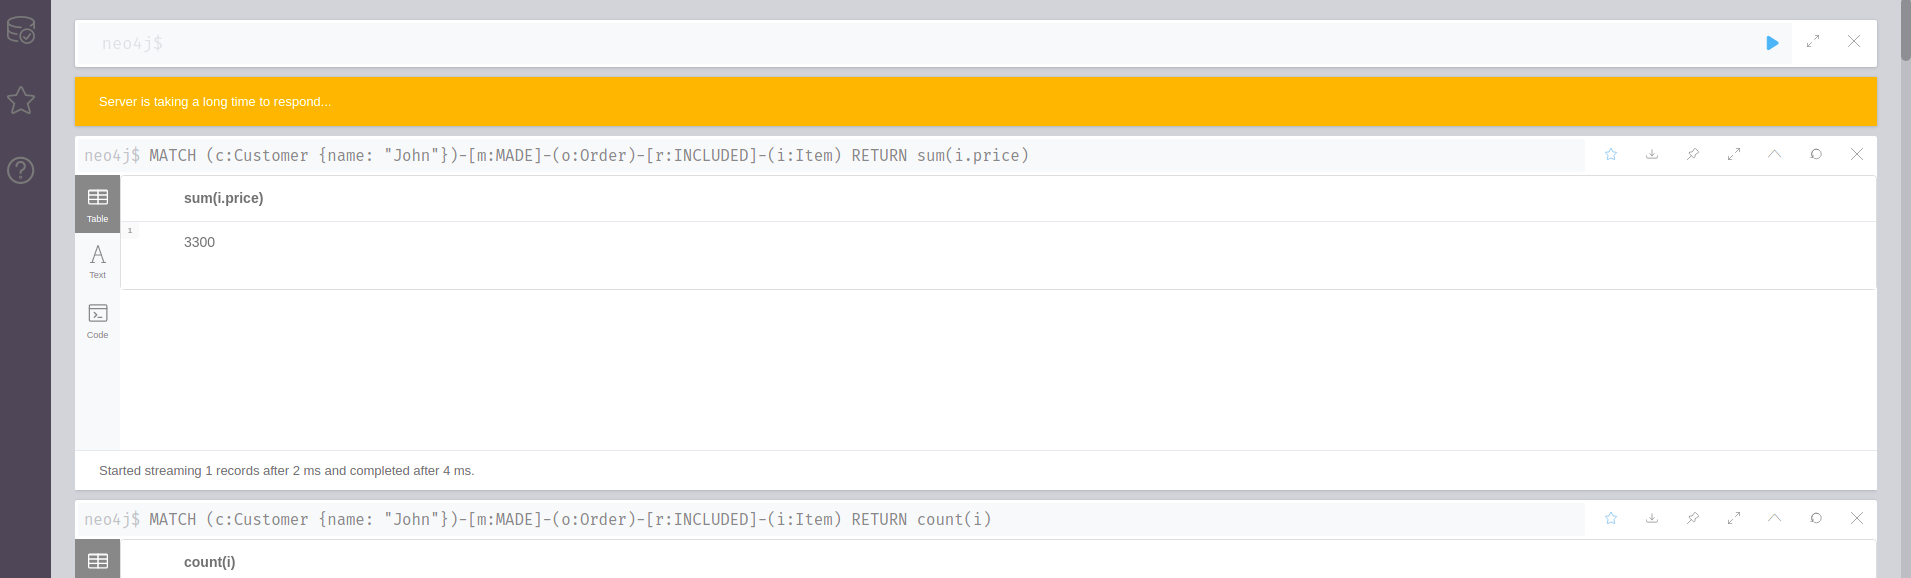 neo4j$
Server is taking a long time to respond...
neo4j$ MATCH (c:Customer {name: "John"})-[m:MADE]-(o:Order)-[r:INCLUDED]-(i:Item) RETURN sum(i.price)
Table
sum(i.price)
1
3300
Text
Code
Started streaming 1 records after 2 ms and completed after 4 ms.
neo4j$ MATCH (c:Customer {name: "John"})-[m:MADE]-(o:Order)-[r:INCLUDED]-(i:Item) RETURN count(i)
count(i)